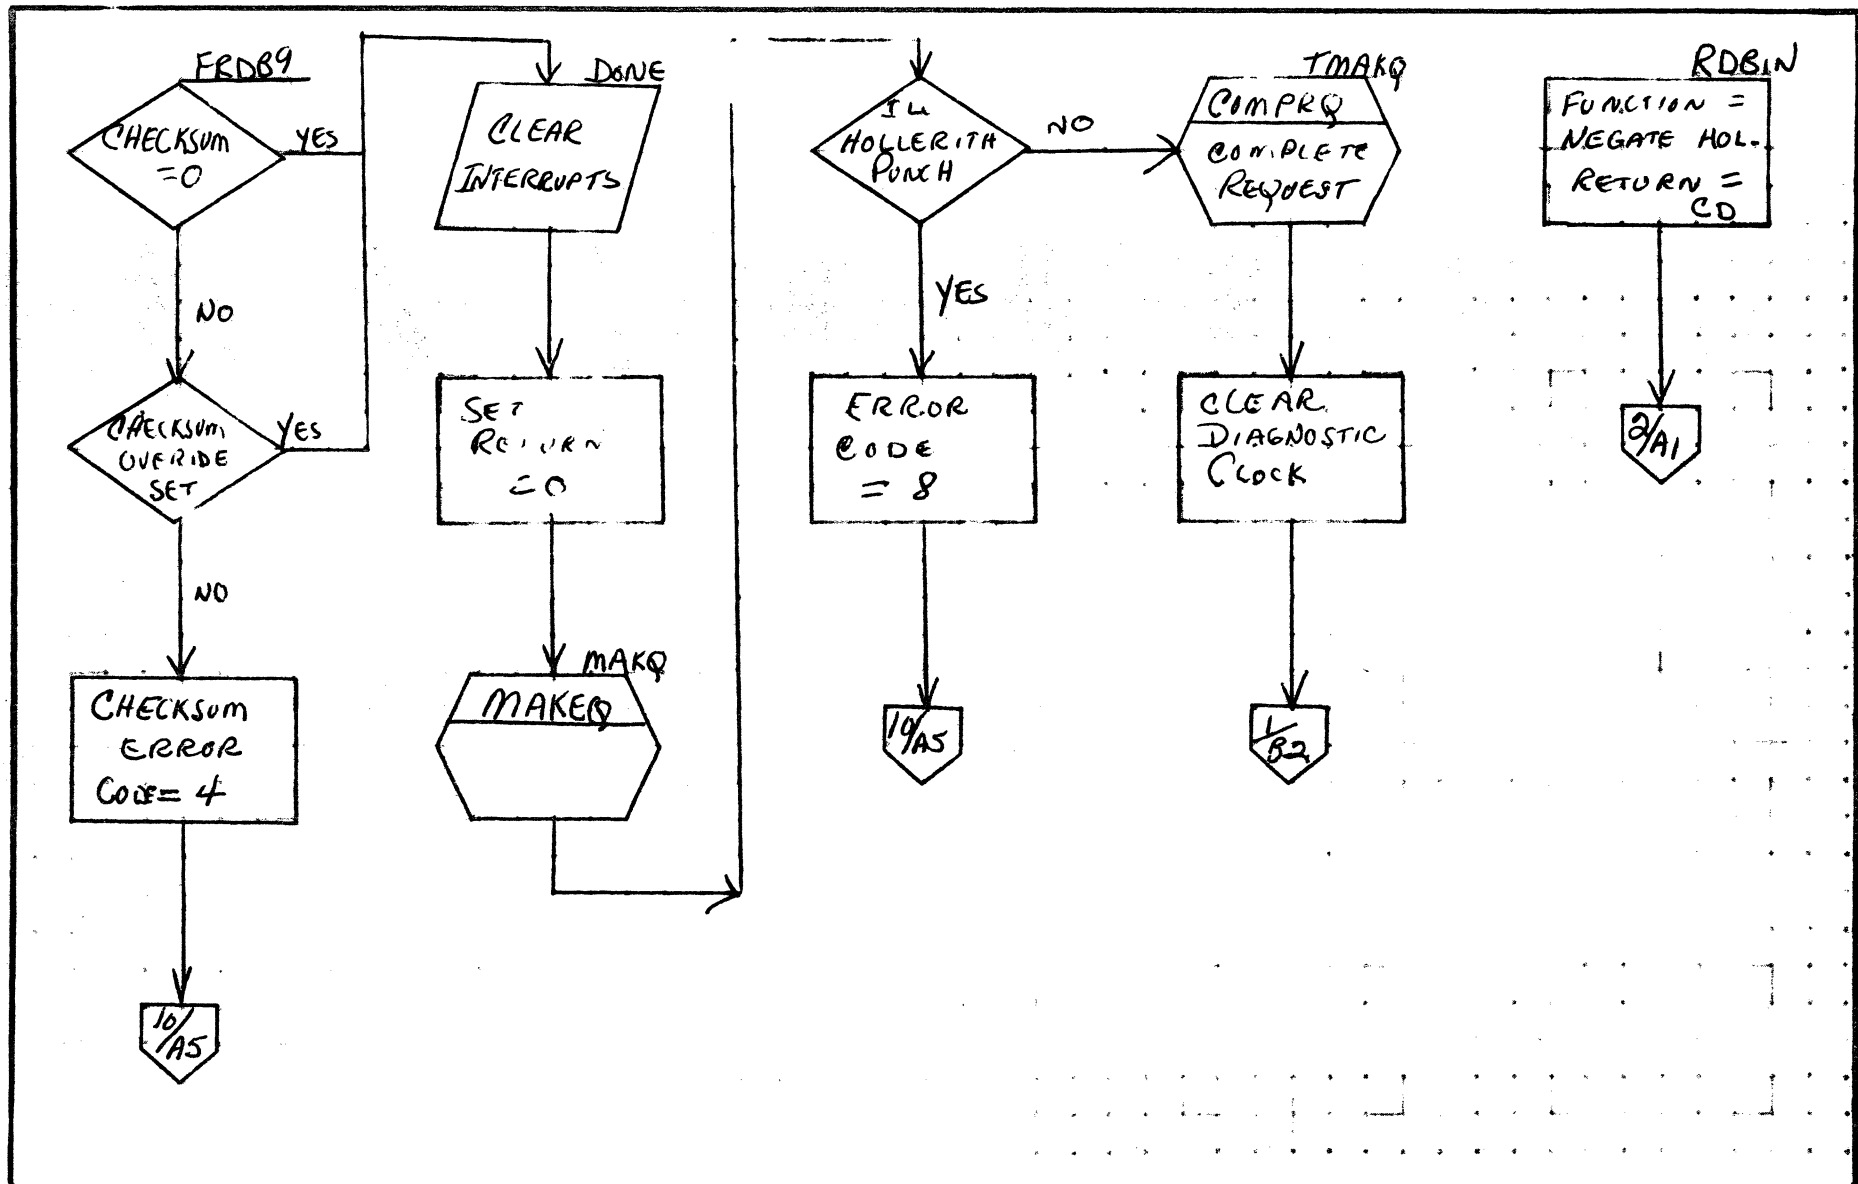 FRDB9
CHECKSUM
=0
YES
NO
CHECKSUM
OVERIDE
SET
YES
NO
CHECKSUM
ERROR
CODE= 4
10/A5
DONE
CLEAR
INTERRUPTS
SET
RETURN
=0
MAKQ
MAKEQ
ILL
HOLLERITH
PUNCH
NO
YES
ERROR
CODE
= 8
10/A5
TMAKQ
COMPRQ
COMPLETE
REQUEST
CLEAR
DIAGNOSTIC
CLOCK
1/B2
RDBIN
FUNCTION =
NEGATE HOL.
RETURN =
CD
2/A1